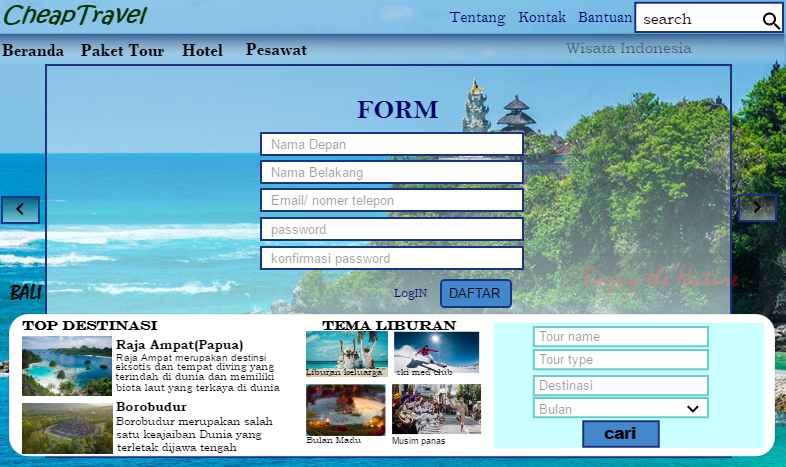 CheapTravel
Tentang Kontak Bantuan search
Beranda Paket Tour Hotel Pesawat
Wisata Indonesia
FORM
Nama Depan
Nama Belakang
Email/ nomer telepon
password
konfirmasi password
LogIN DAFTAR
Enjoy the Nature
BALI
TOP DESTINASI
Raja Ampat(Papua)
Raja Ampat merupakan destinsi
eksotis dan tempat diving yang
terindah di dunia dan memiliki
biota laut yang terkaya di dunia
Borobudur
Borobudur merupakan salah
satu keajaiban Dunia yang
terletak dijawa tengah
TEMA LIBURAN
Liburan keluarga
ski med club
Bulan Madu
Musim panas
Tour name
Tour type
Destinasi
Bulan
cari